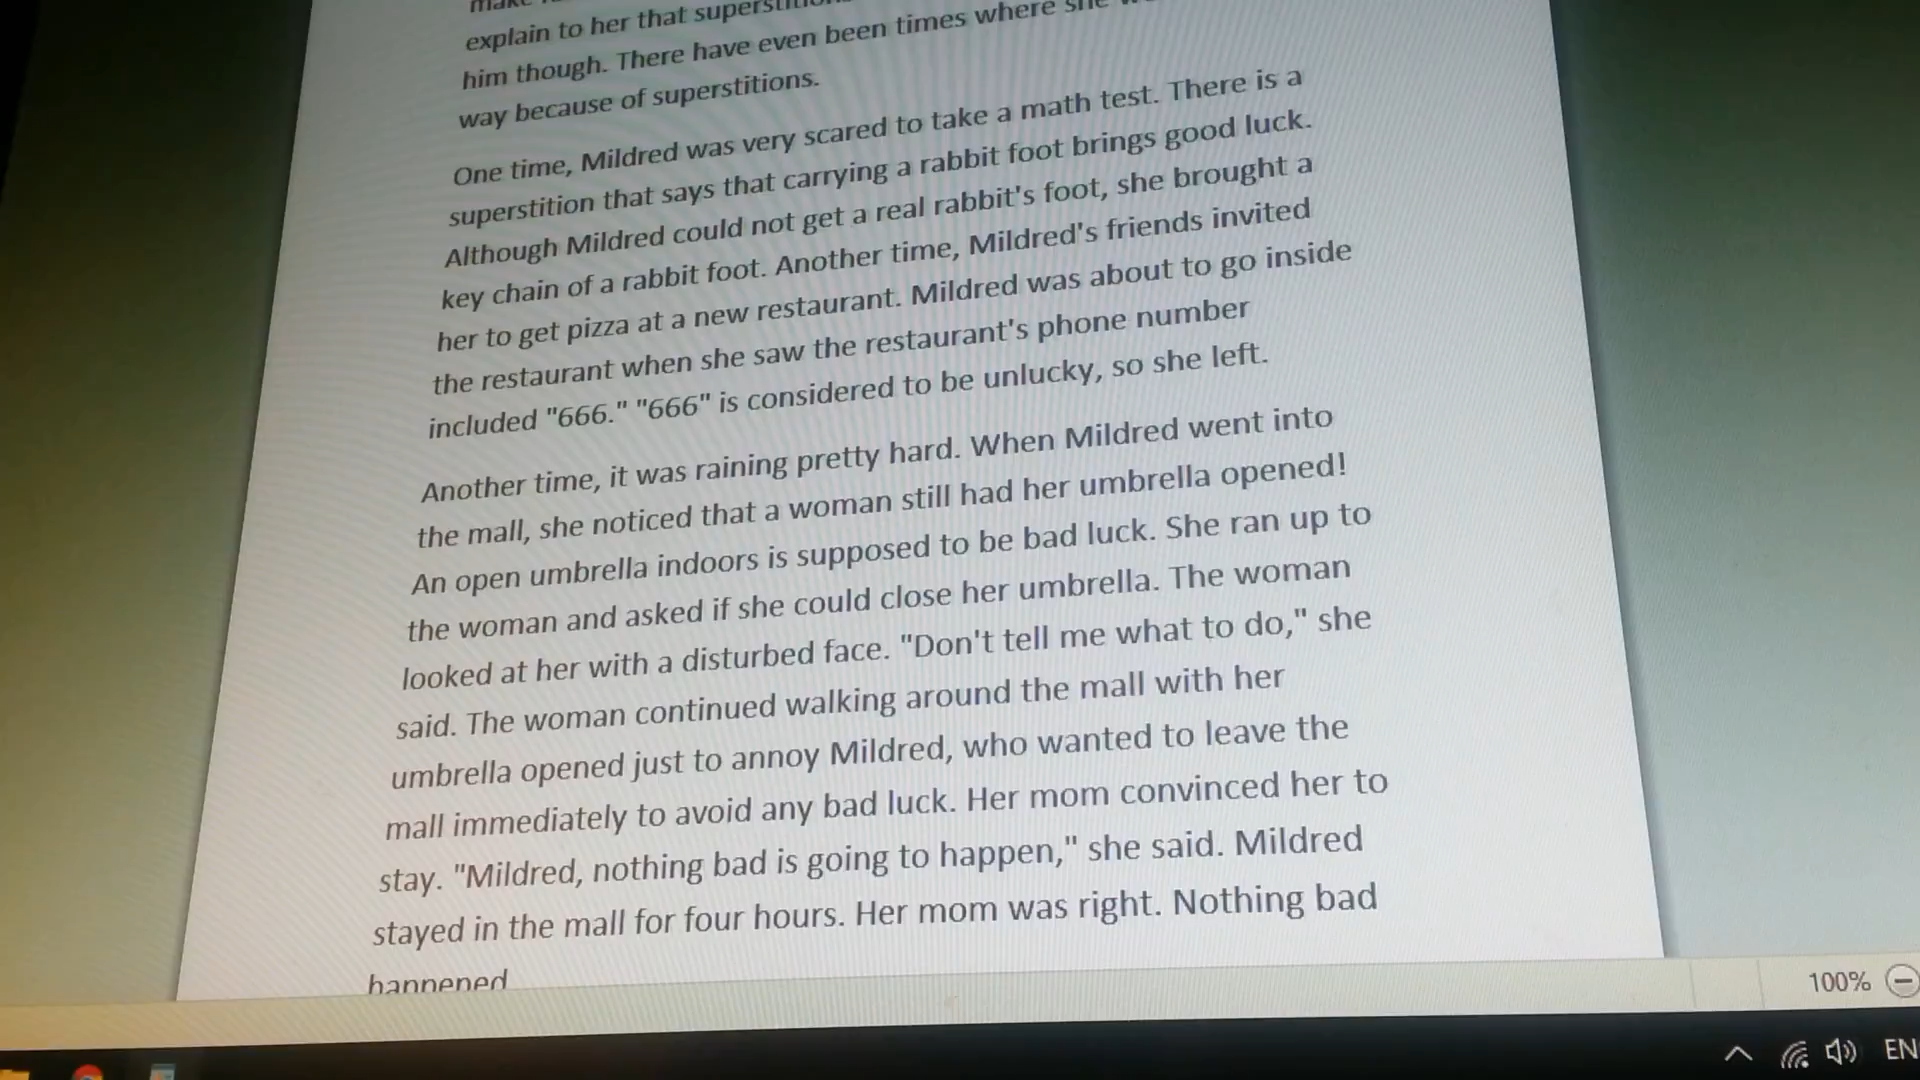 explain to her that
him though. There have even been times where she
way because of superstitions.
One time, Mildred was very scared to take a math test. There is a
superstition that says that carrying a rabbit foot brings good luck.
Although Mildred could not get a real rabbit's foot, she brought a
key chain of a rabbit foot. Another time, Mildred's friends invited
her to get pizza at a new restaurant. Mildred was about to go inside
the restaurant when she saw the restaurant's phone number
included "666." "666" is considered to be unlucky, so she left.
Another time, it was raining pretty hard. When Mildred went into
the mall, she noticed that a woman still had her umbrella opened!
An open umbrella indoors is supposed to be bad luck. She ran up to
the woman and asked if she could close her umbrella. The woman
looked at her with a disturbed face. "Don't tell me what to do," she
said. The woman continued walking around the mall with her
umbrella opened just to annoy Mildred, who wanted to leave the
mall immediately to avoid any bad luck. Her mom convinced her to
stay. "Mildred, nothing bad is going to happen," she said. Mildred
stayed in the mall for four hours. Her mom was right. Nothing bad
happened
100%
EN